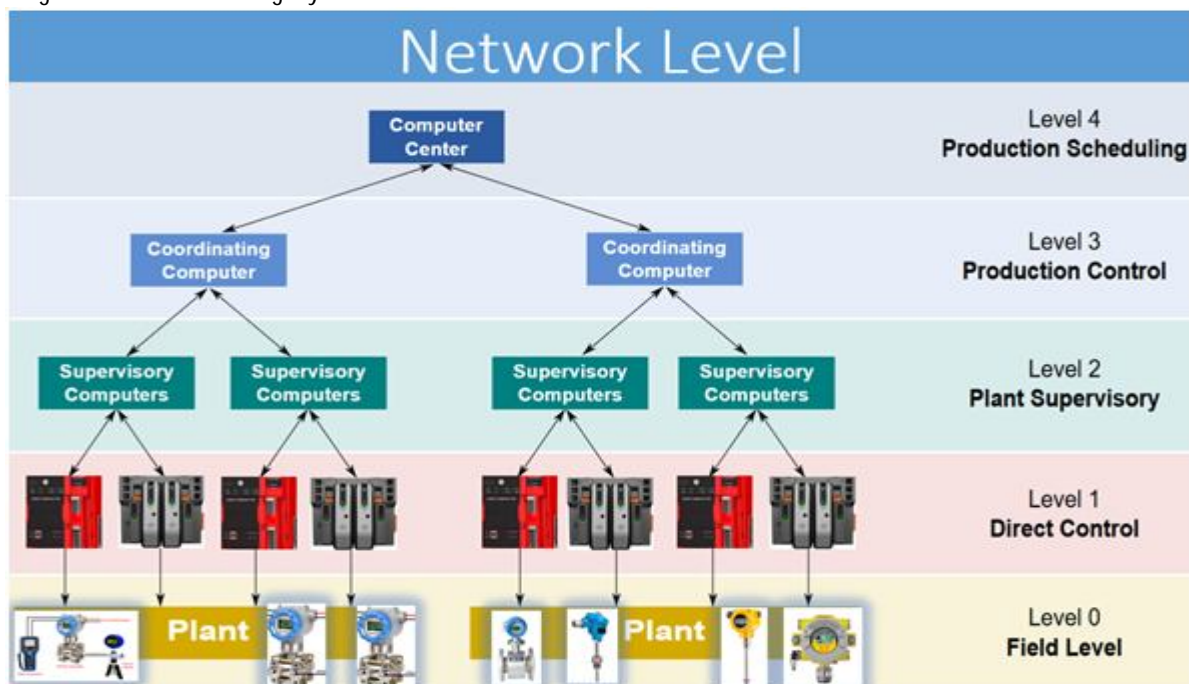 Network Level
Computer
Center
Level 4
Production Scheduling
Coordinating
Computer
Coordinating
Computer
Level 3
Production Control
Supervisory
Computers
Supervisory
Computers
Supervisory
Computers
Supervisory
Computers
Level 2
Plant Supervisory
Level 1
Direct Control
Plant
Plant
Level 0
Field Level